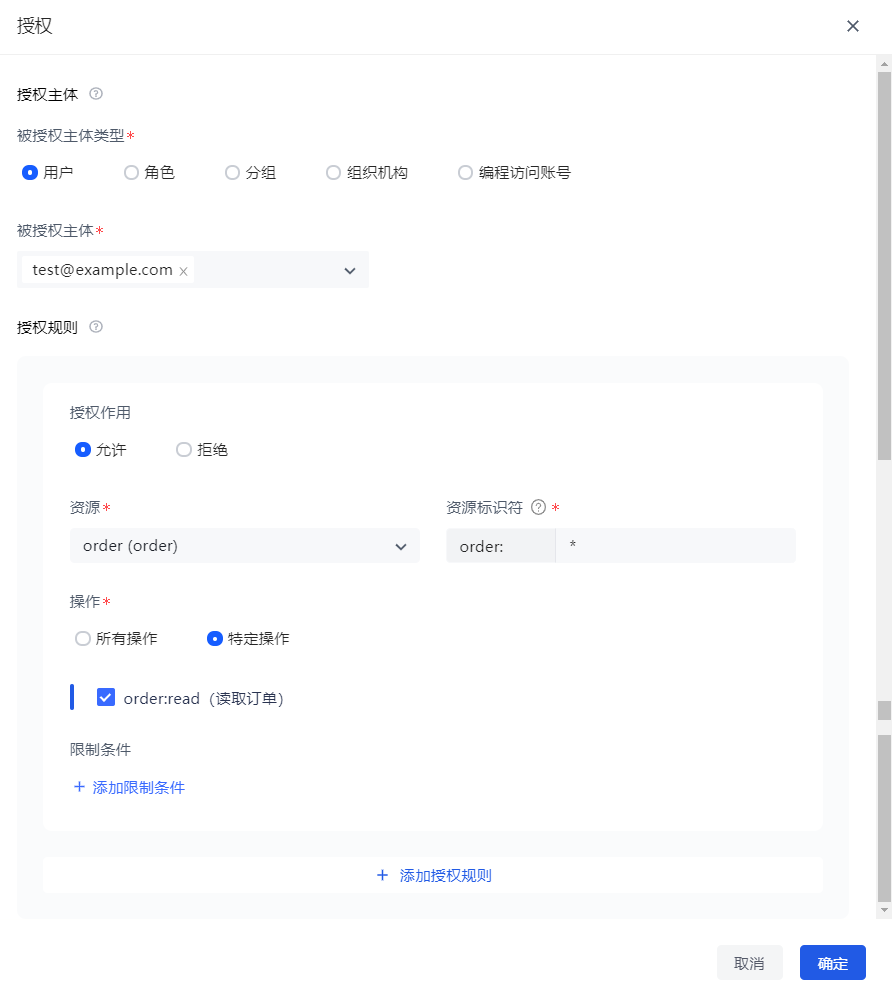 授权
授权主体
被授权主体类型*
用户 角色 分组 组织机构 编程访问账号
被授权主体*
test@example.com x
授权规则
授权作用
允许 拒绝
资源* 资源标识符 *
order (order) order: *
操作*
所有操作 特定操作
order:read（读取订单）
限制条件
+ 添加限制条件
+ 添加授权规则
取消 确定